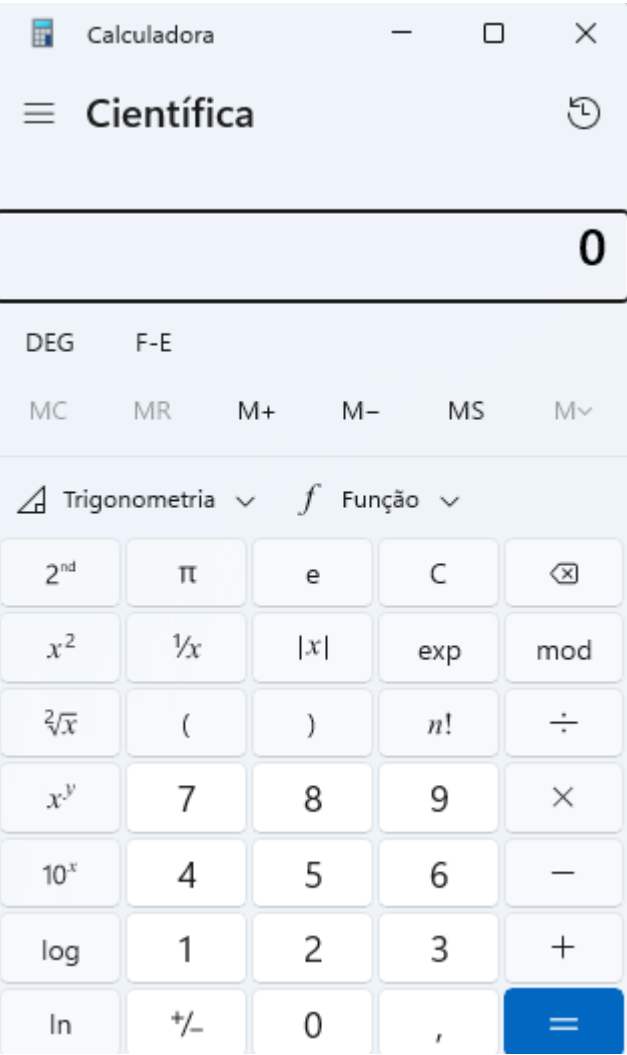 Calculadora
Científica
0
DEG F-E
MC MR M+ M− MS M
Trigonometria f Função
2ⁿᵈ π e C
x² ¹/x |x| exp mod
²√x ( ) n! ÷
xʸ 7 8 9 ×
10ˣ 4 5 6 −
log 1 2 3 +
ln +/− 0 , =